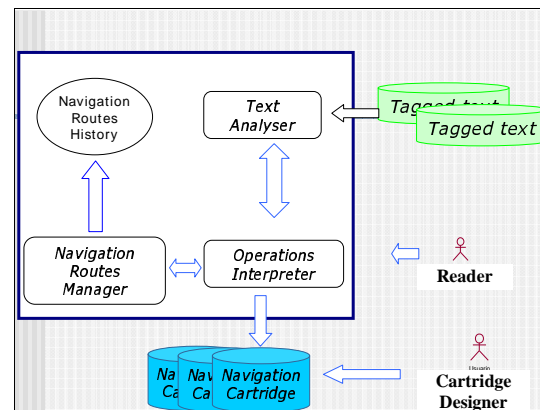 Navigation
Routes
History
Text
Analyser
Tagged text
Tagged text
Navigation
Routes
Manager
Operations
Interpreter
Reader
Usuario
Navigation
Cartridge
Cartridge
Designer